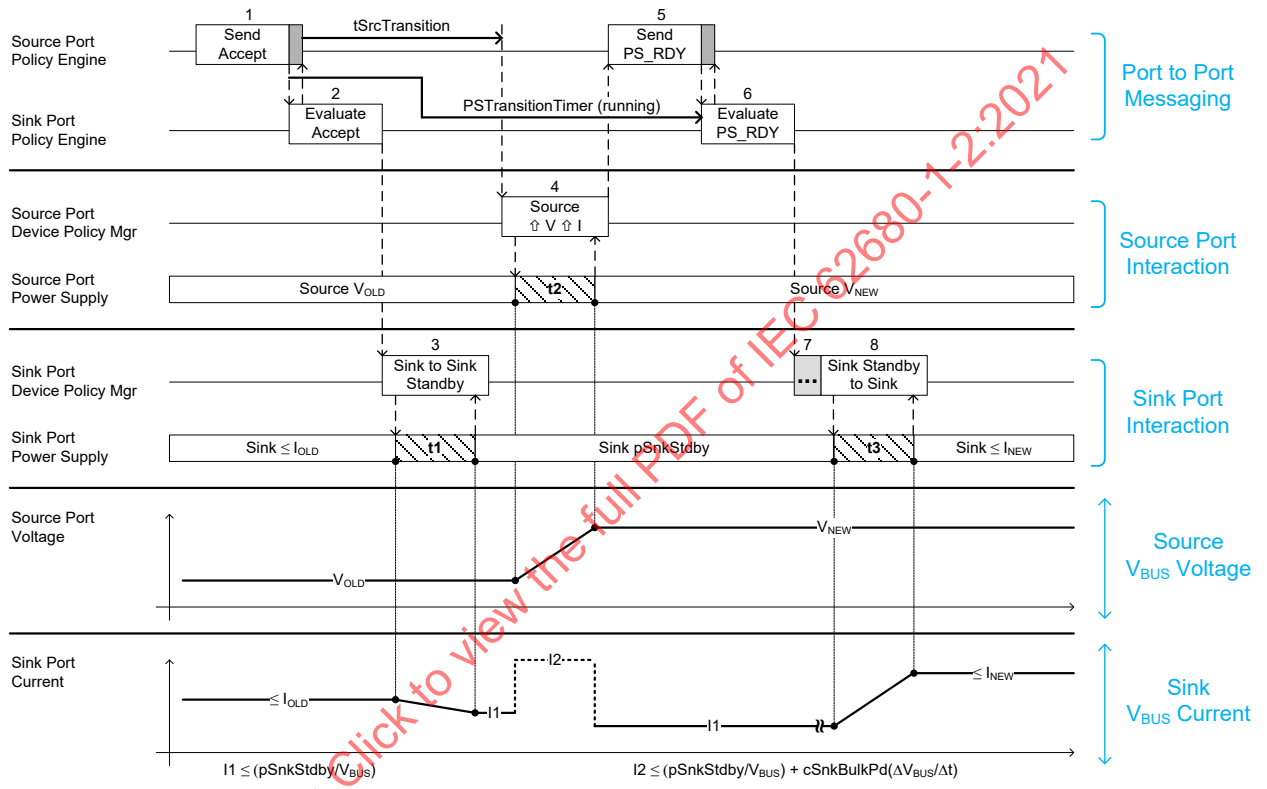 1
Send
Accept
tSrcTransition
5
Send
PS_RDY
Source Port
Policy Engine
Port to Port
Messaging
2
Evaluate
Accept
PSTransitionTimer (running)
6
Evaluate
PS_RDY
Sink Port
Policy Engine
4
Source
⇧ V ⇧ I
Source Port
Device Policy Mgr
Source Port
Interaction
Source Port
Power Supply
Source VOLD
t2
Source VNEW
3
Sink to Sink
Standby
7
...
8
Sink Standby
to Sink
Sink Port
Device Policy Mgr
Sink Port
Interaction
Sink Port
Power Supply
Sink ≤ IOLD
t1
Sink pSnkStdby
t3
Sink ≤ INEW
Source Port
Voltage
VOLD
VNEW
Source
VBUS Voltage
Sink Port
Current
≤ IOLD
I1
I2
I1
≤ INEW
Sink
VBUS Current
I1 ≤ (pSnkStdby/VBUS)
I2 ≤ (pSnkStdby/VBUS) + cSnkBulkPd(ΔVBUS/Δt)
Click to view the full PDF of IEC 62680-1-2:2021